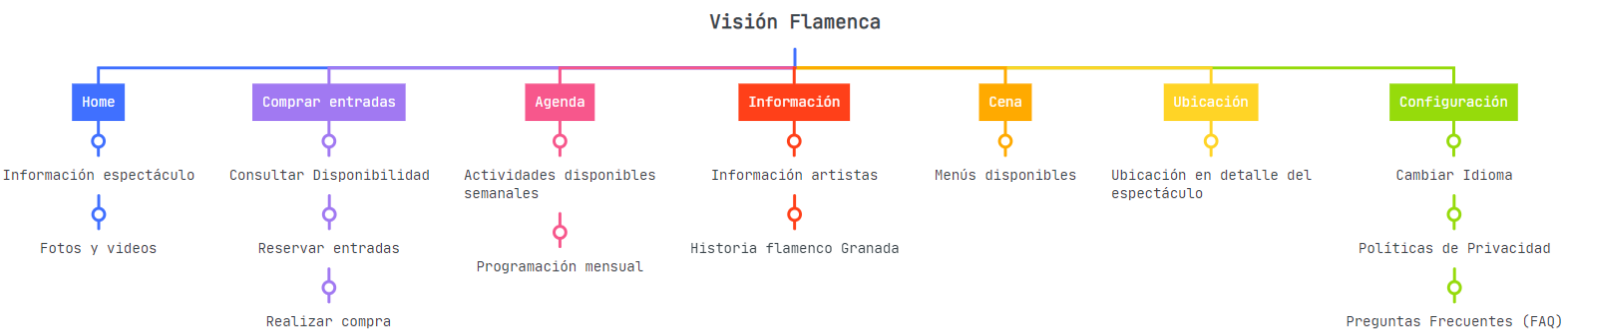 Visión Flamenca
Home
Comprar entradas
Agenda
Información
Cena
Ubicación
Configuración
Información espectáculo
Consultar Disponibilidad
Actividades disponibles
semanales
Información artistas
Menús disponibles
Ubicación en detalle del
espectáculo
Cambiar Idioma
Fotos y videos
Reservar entradas
Programación mensual
Historia flamenco Granada
Políticas de Privacidad
Realizar compra
Preguntas Frecuentes (FAQ)